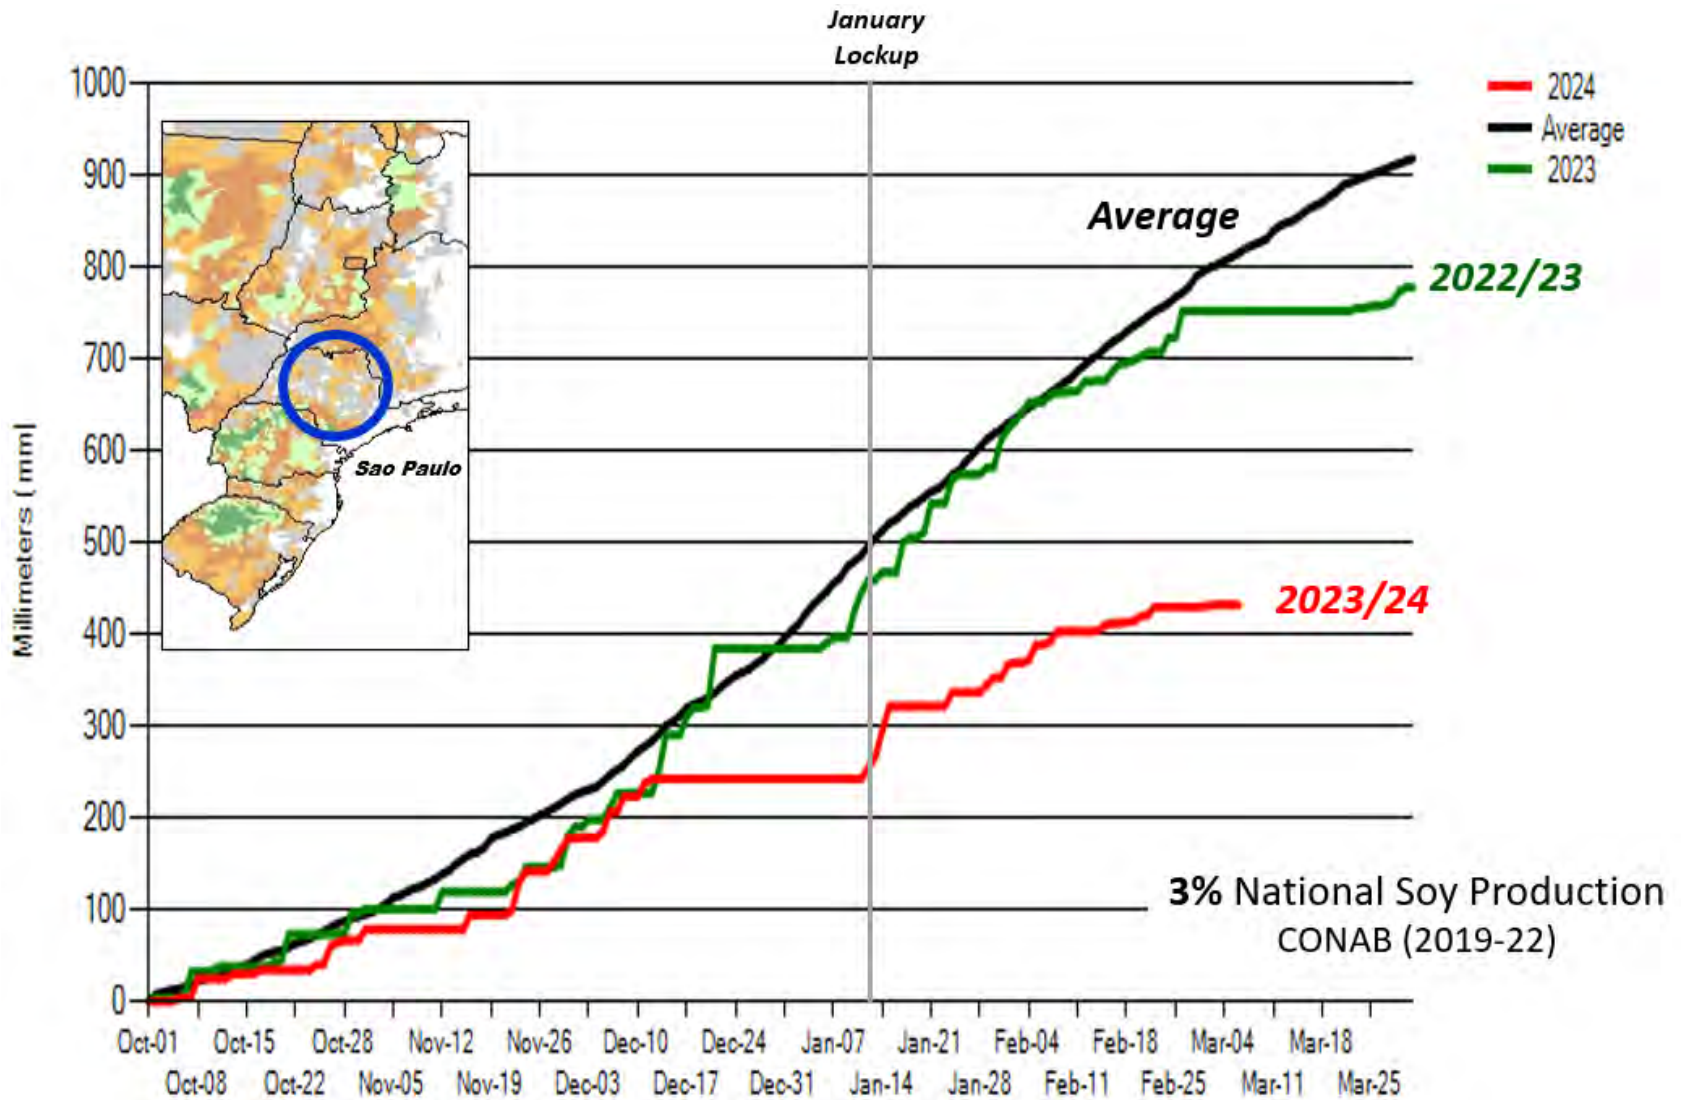 January
Lockup
1000
900
800
700
600
500
400
300
200
100
0
Millimeters ( mm)
Sao Paulo
Average
2022/23
2023/24
2024
Average
2023
3% National Soy Production
CONAB (2019-22)
Oct-01 Oct-15 Oct-28 Nov-12 Nov-26 Dec-10 Dec-24 Jan-07 Jan-21 Feb-04 Feb-18 Mar-04 Mar-18
Oct-08 Oct-22 Nov-05 Nov-19 Dec-03 Dec-17 Dec-31 Jan-14 Jan-28 Feb-11 Feb-25 Mar-11 Mar-25